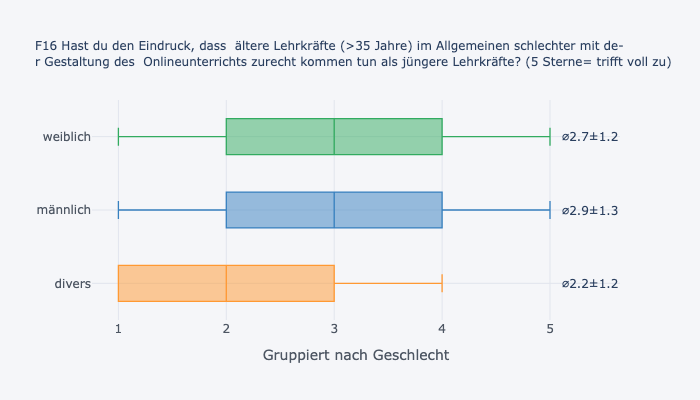 F16 Hast du den Eindruck, dass  ältere Lehrkräfte (>35 Jahre) im Allgemeinen schlechter mit de-
r Gestaltung des  Onlineunterrichts zurecht kommen tun als jüngere Lehrkräfte? (5 Sterne= trifft voll zu)
weiblich
⌀2.7±1.2
männlich
⌀2.9±1.3
divers
⌀2.2±1.2
1 2 3 4 5
Gruppiert nach Geschlecht